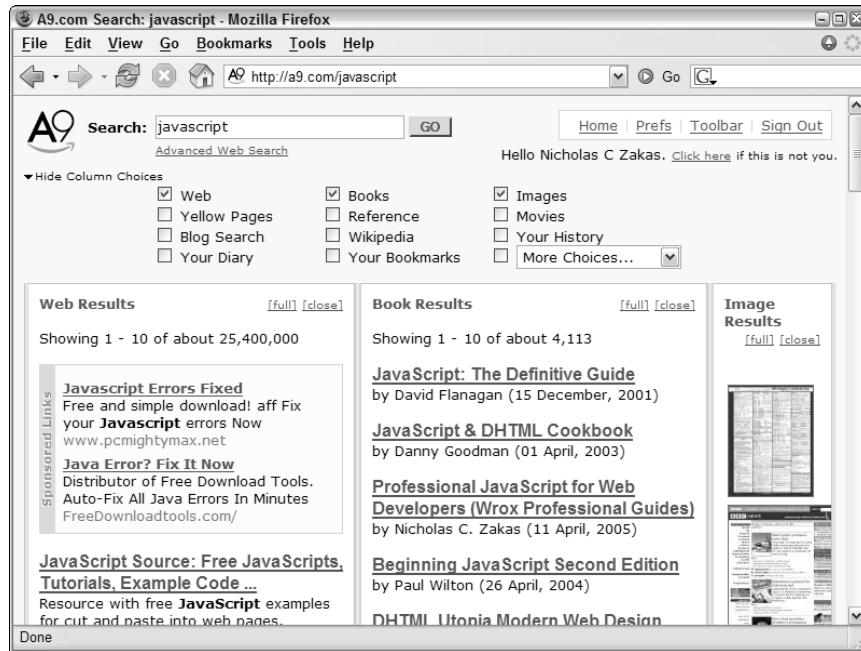 A9.com Search: javascript - Mozilla Firefox
File Edit View Go Bookmarks Tools Help
A9 http://a9.com/javascript Go G
A9 Search: javascript GO
Home | Prefs | Toolbar | Sign Out
Advanced Web Search
Hello Nicholas C Zakas. Click here if this is not you.
Hide Column Choices
Web Books Images
Yellow Pages Reference Movies
Blog Search Wikipedia Your History
Your Diary Your Bookmarks More Choices...
Web Results [full] [close]
Showing 1 - 10 of about 25,400,000
Sponsored Links
Javascript Errors Fixed
Free and simple download! aff Fix
your Javascript errors Now
www.pcmightymax.net
Java Error? Fix It Now
Distributor of Free Download Tools.
Auto-Fix All Java Errors In Minutes
FreeDownloadtools.com/
JavaScript Source: Free JavaScripts,
Tutorials, Example Code ...
Resource with free JavaScript examples
for cut and paste into web pages.
Book Results [full] [close]
Showing 1 - 10 of about 4,113
JavaScript: The Definitive Guide
by David Flanagan (15 December, 2001)
JavaScript & DHTML Cookbook
by Danny Goodman (01 April, 2003)
Professional JavaScript for Web
Developers (Wrox Professional Guides)
by Nicholas C. Zakas (11 April, 2005)
Beginning JavaScript Second Edition
by Paul Wilton (26 April, 2004)
DHTML Utopia Modern Web Design
Image
Results
[full] [close]
BBC NEWS
Done